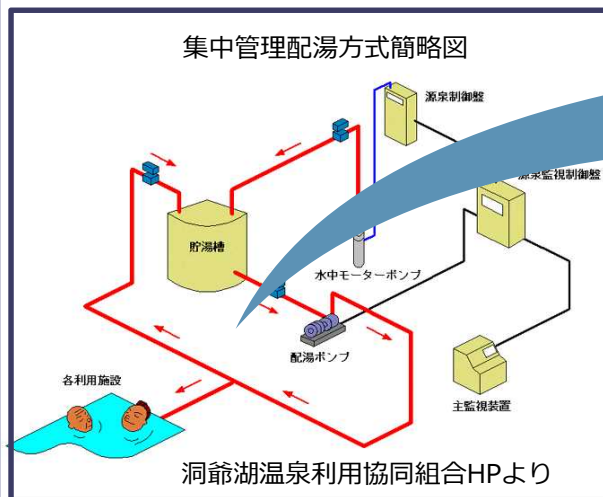 集中管理配湯方式簡略図
源泉制御盤
源泉監視制御盤
貯湯槽
水中モーターポンプ
配湯ポンプ
各利用施設
主監視装置
洞爺湖温泉利用協同組合HPより